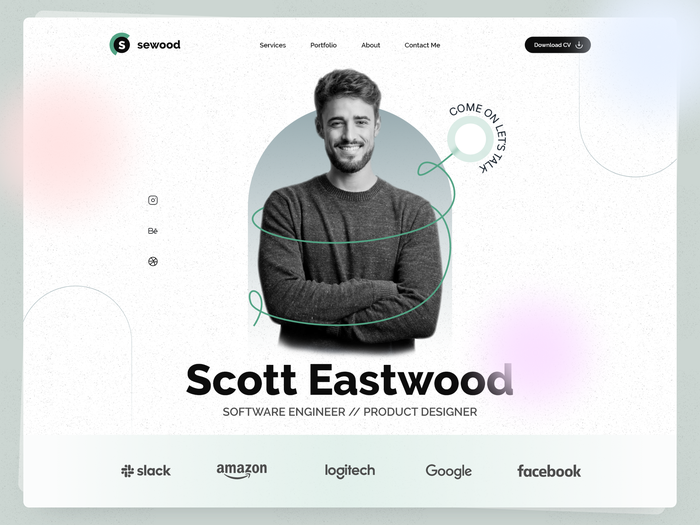 S sewood
Services Portfolio About Contact Me
Download CV
COME ON LET'S TALK
Bē
Scott Eastwood
SOFTWARE ENGINEER // PRODUCT DESIGNER
slack amazon logitech Google facebook